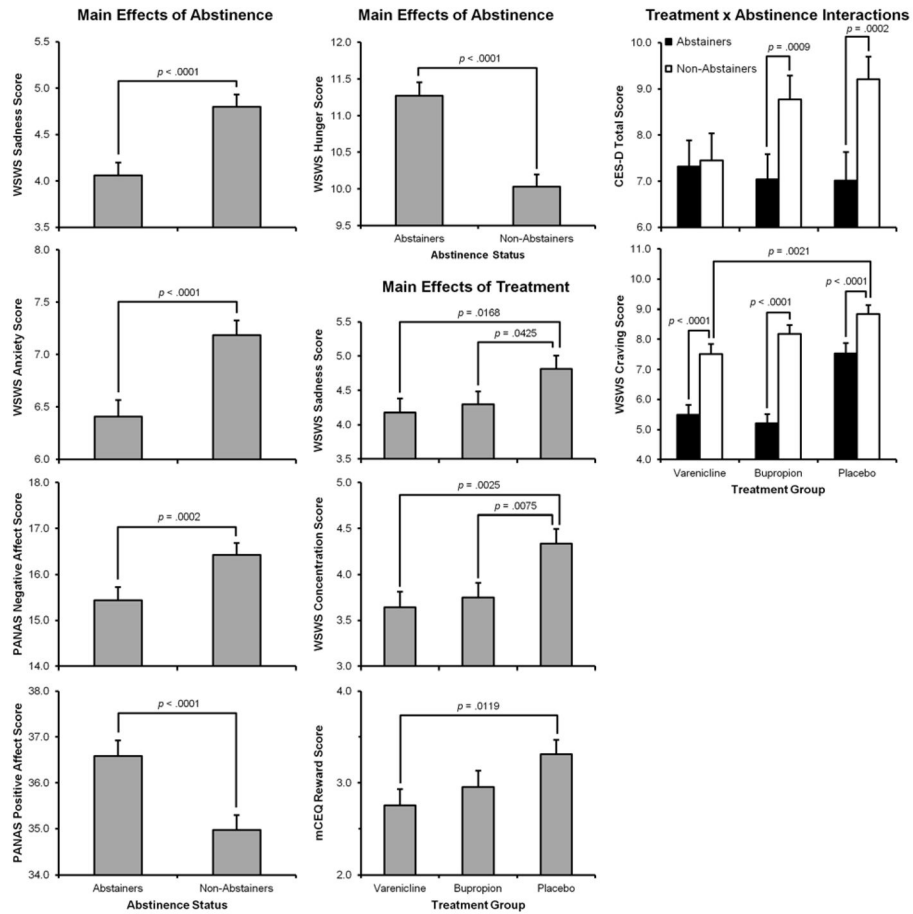 Main Effects of Abstinence
WSWS Sadness Score
5.5
5.0
4.5
4.0
3.5
p < .0001
WSWS Anxiety Score
8.0
7.5
7.0
6.5
6.0
p < .0001
PANAS Negative Affect Score
18.0
17.0
16.0
15.0
14.0
p = .0002
PANAS Positive Affect Score
38.0
37.0
36.0
35.0
34.0
p < .0001
Abstainers Non-Abstainers
Abstinence Status
Main Effects of Abstinence
WSWS Hunger Score
12.0
11.5
11.0
10.5
10.0
9.5
p < .0001
Abstainers Non-Abstainers
Abstinence Status
Main Effects of Treatment
WSWS Sadness Score
5.5
5.0
4.5
4.0
3.5
p = .0168
p = .0425
WSWS Concentration Score
5.0
4.5
4.0
3.5
3.0
p = .0025
p = .0075
mCEQ Reward Score
4.0
3.0
2.0
p = .0119
Varenicline Bupropion Placebo
Treatment Group
Treatment x Abstinence Interactions
CES-D Total Score
10.0
9.0
8.0
7.0
6.0
Abstainers
Non-Abstainers
p = .0009
p = .0002
WSWS Craving Score
11.0
10.0
9.0
8.0
7.0
6.0
5.0
4.0
p = .0021
p < .0001
p < .0001
p < .0001
Varenicline Bupropion Placebo
Treatment Group